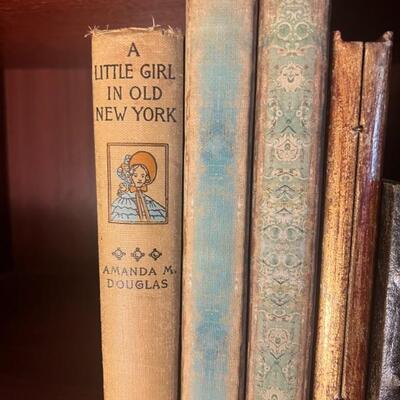 A
LITTLE GIRL
IN OLD
NEW YORK
AMANDA M.
DOUGLAS